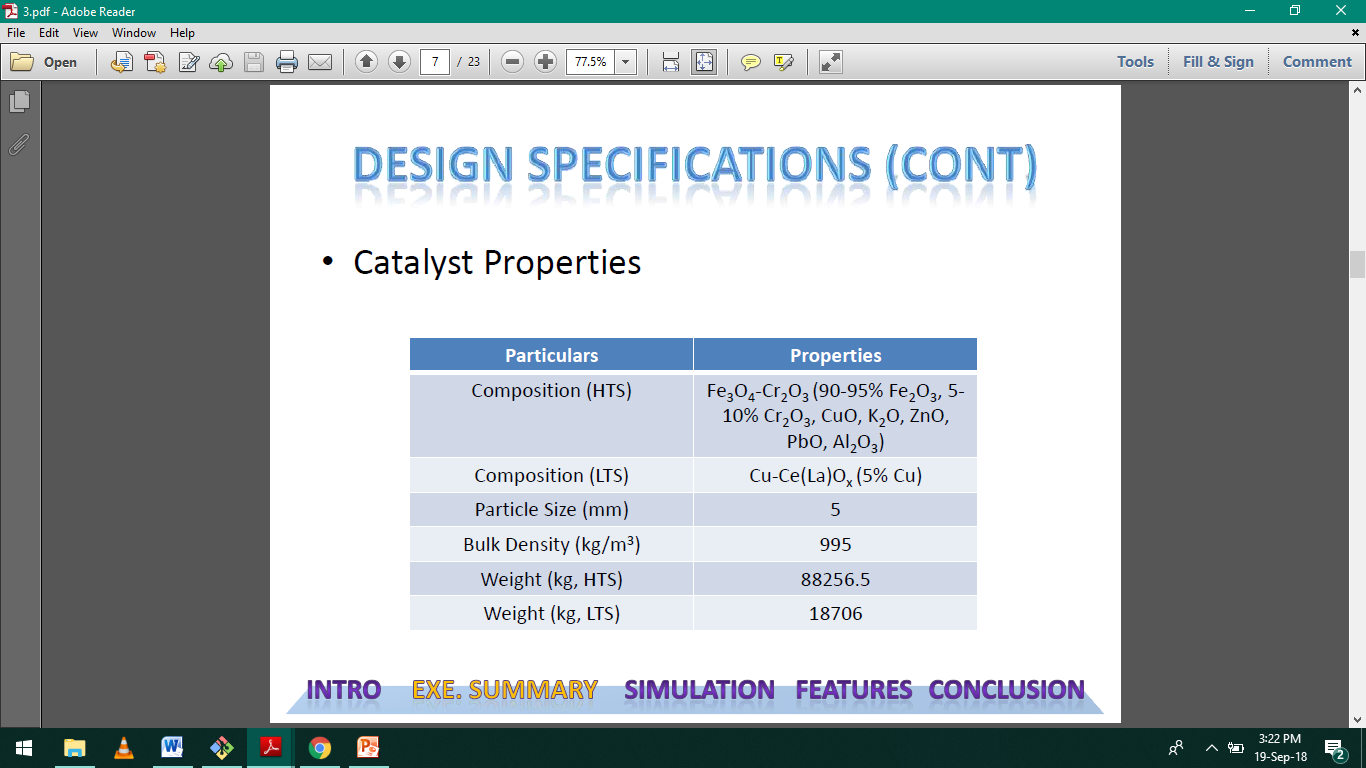 3.pdf - Adobe Reader
File Edit View Window Help
Open 7 / 23 77.5% Tools Fill & Sign Comment
DESIGN SPECIFICATIONS (CONT)
• Catalyst Properties
Particulars Properties
Composition (HTS) Fe₃O₄-Cr₂O₃ (90-95% Fe₂O₃, 5-
10% Cr₂O₃, CuO, K₂O, ZnO,
PbO, Al₂O₃)
Composition (LTS) Cu-Ce(La)Oₓ (5% Cu)
Particle Size (mm) 5
Bulk Density (kg/m³) 995
Weight (kg, HTS) 88256.5
Weight (kg, LTS) 18706
INTRO EXE. SUMMARY SIMULATION FEATURES CONCLUSION
3:22 PM
19-Sep-18
2